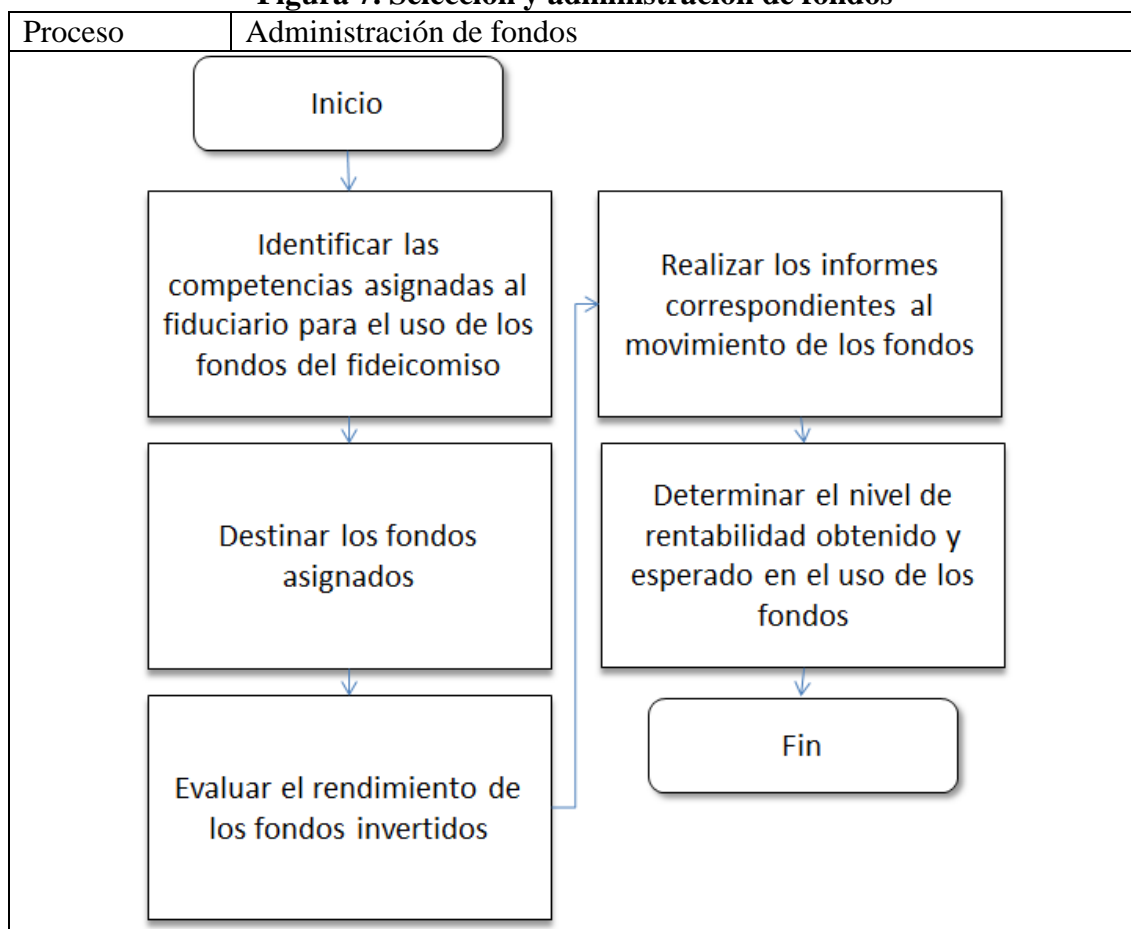 Figura 7. Selección y administración de fondos
Proceso Administración de fondos
Inicio
Identificar las
competencias asignadas al
fiduciario para el uso de los
fondos del fideicomiso
Destinar los fondos
asignados
Evaluar el rendimiento de
los fondos invertidos
Realizar los informes
correspondientes al
movimiento de los fondos
Determinar el nivel de
rentabilidad obtenido y
esperado en el uso de los
fondos
Fin